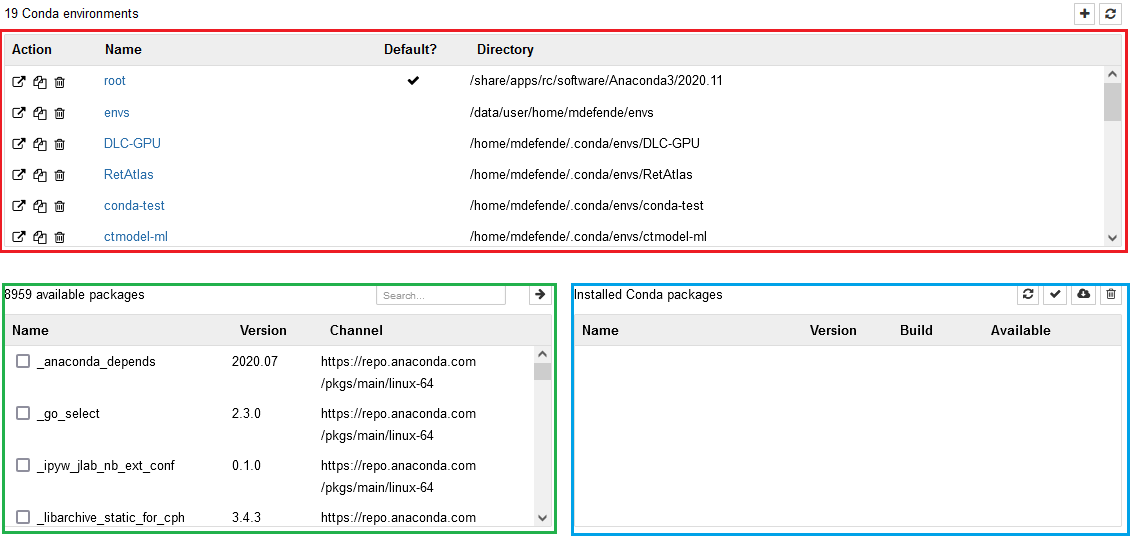 19 Conda environments
Action Name Default? Directory
root /share/apps/rc/software/Anaconda3/2020.11
envs /data/user/home/mdefende/envs
DLC-GPU /home/mdefende/.conda/envs/DLC-GPU
RetAtlas /home/mdefende/.conda/envs/RetAtlas
conda-test /home/mdefende/.conda/envs/conda-test
ctmodel-ml /home/mdefende/.conda/envs/ctmodel-ml
8959 available packages Search...
Name Version Channel
_anaconda_depends 2020.07 https://repo.anaconda.com
/pkgs/main/linux-64
_go_select 2.3.0 https://repo.anaconda.com
/pkgs/main/linux-64
_ipyw_jlab_nb_ext_conf 0.1.0 https://repo.anaconda.com
/pkgs/main/linux-64
_libarchive_static_for_cph 3.4.3 https://repo.anaconda.com
Installed Conda packages
Name Version Build Available